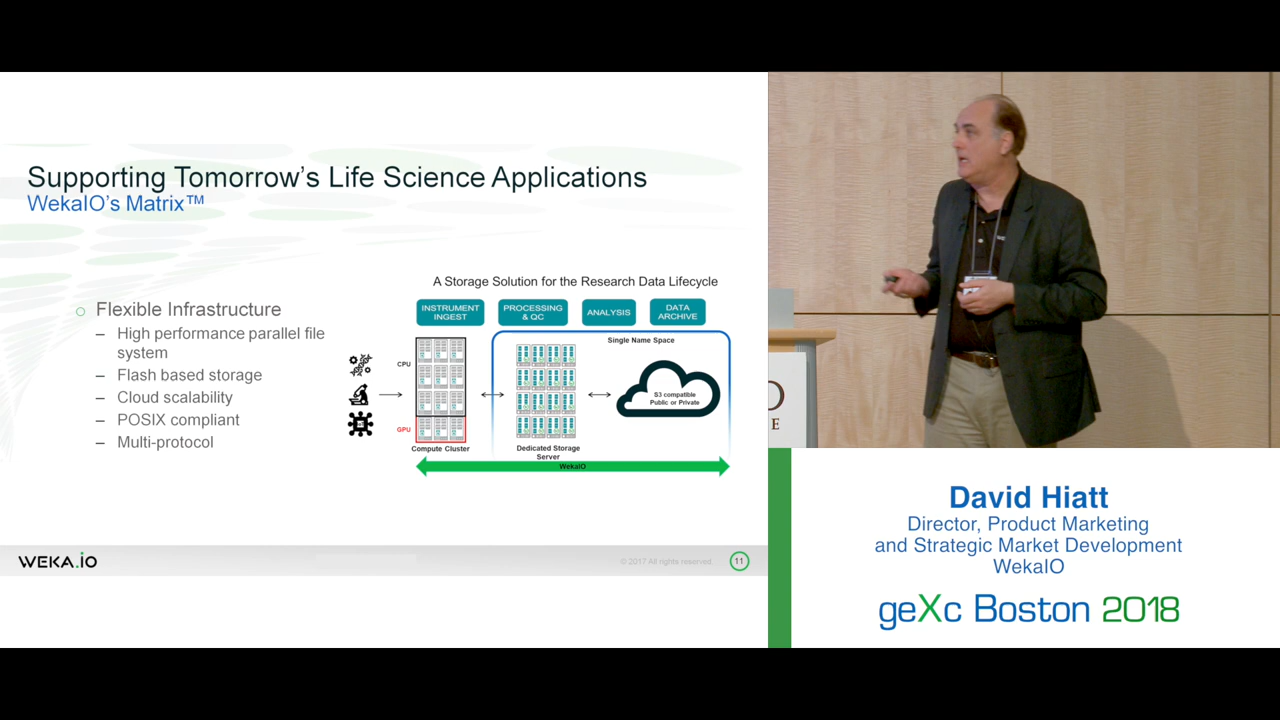 Supporting Tomorrow's Life Science Applications
WekaIO's Matrix™
Flexible Infrastructure
– High performance parallel file
system
– Flash based storage
– Cloud scalability
– POSIX compliant
– Multi-protocol
A Storage Solution for the Research Data Lifecycle
INSTRUMENT
INGEST
PROCESSING
& QC
ANALYSIS
DATA
ARCHIVE
Single Name Space
CPU
GPU
S3 compatible
Public or Private
Compute Cluster
Dedicated Storage
Server
WekaIO
WEKA.iO
© 2017 All rights reserved.
11
O
E
David Hiatt
Director, Product Marketing
and Strategic Market Development
WekaIO
geXc Boston 2018